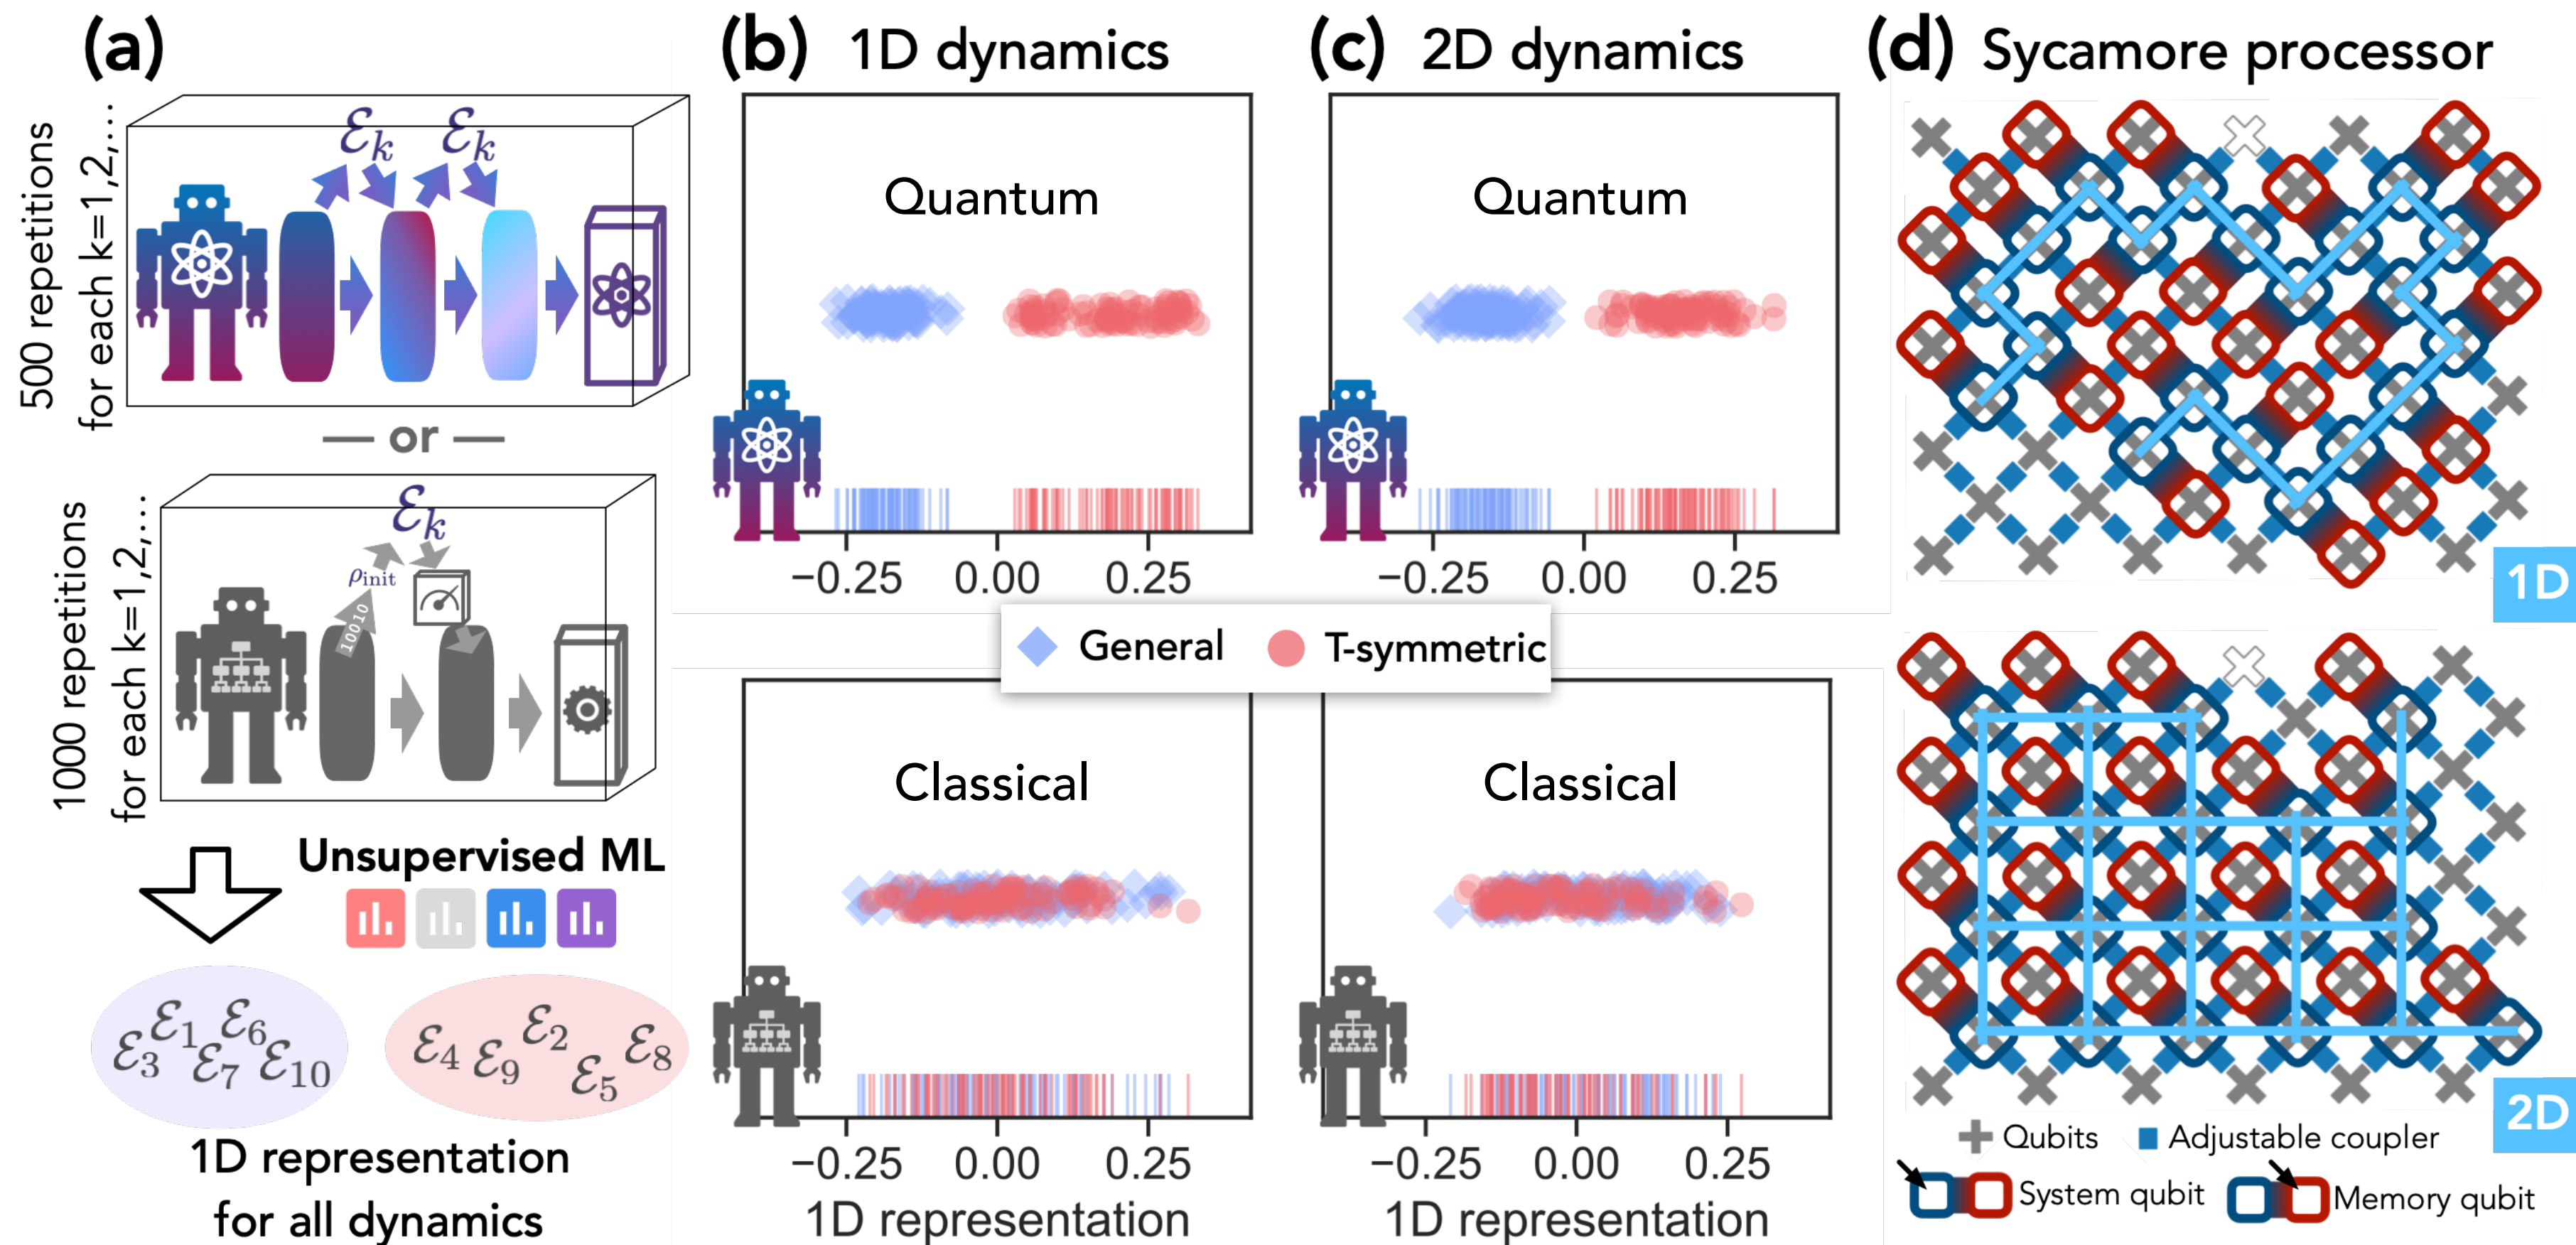 (a)
500 repetitions
for each k=1,2,...
ℰk ℰk
— or —
1000 repetitions
for each k=1,2,...
ℰk
ρinit
10010
Unsupervised ML
ℰ3 ℰ1 ℰ7 ℰ6 ℰ10
ℰ4 ℰ9 ℰ2 ℰ5 ℰ8
1D representation
for all dynamics
(b) 1D dynamics
Quantum
−0.25 0.00 0.25
(c) 2D dynamics
Quantum
−0.25 0.00 0.25
General T-symmetric
Classical
−0.25 0.00 0.25
1D representation
Classical
−0.25 0.00 0.25
1D representation
(d) Sycamore processor
1D
2D
Qubits Adjustable coupler
System qubit Memory qubit